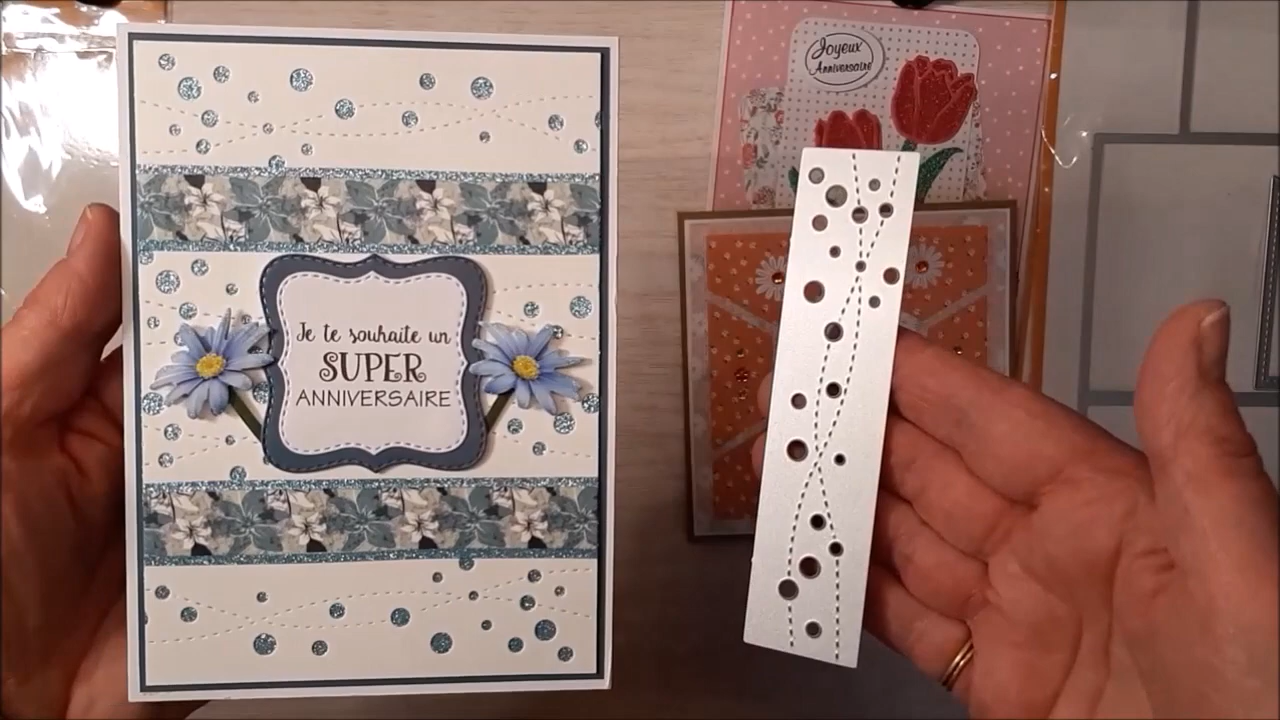 Je te souhaite un
SUPER
ANNIVERSAIRE
Joyeux
Anniversaire